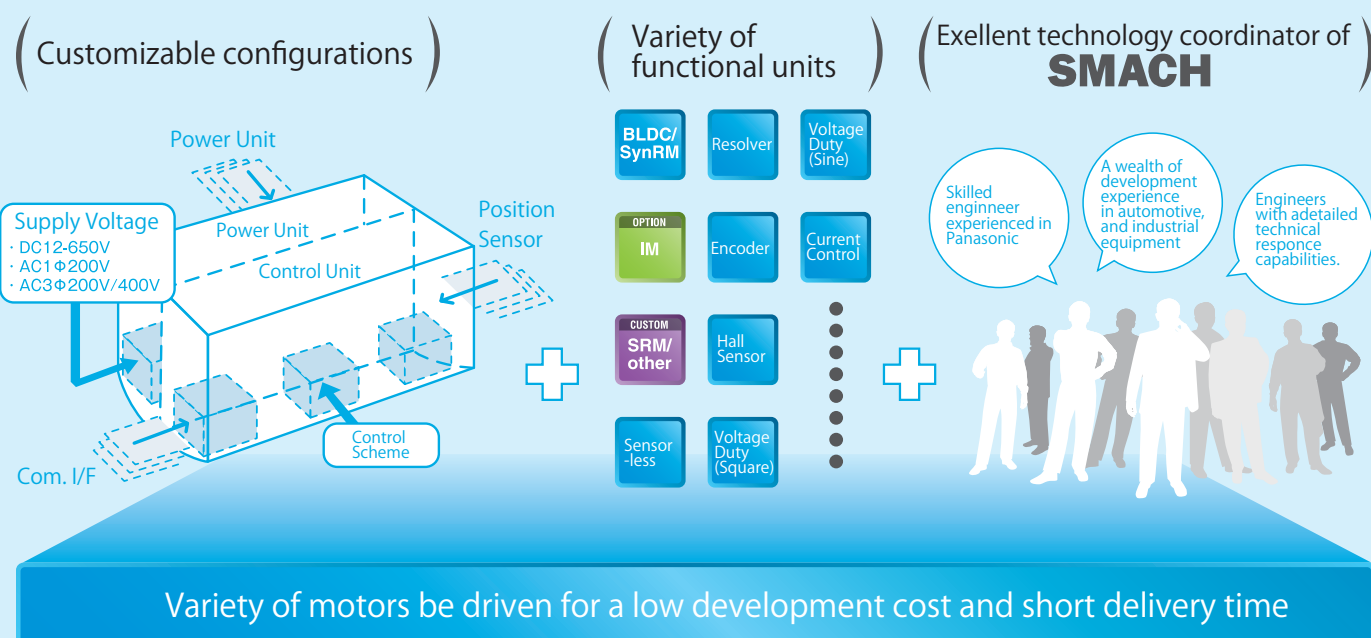 Customizable configurations
Power Unit
Supply Voltage
· DC12-650V
· AC1Φ200V
· AC3Φ200V/400V
Power Unit
Control Unit
Position
Sensor
Control
Scheme
Com. I/F
Variety of
functional units
BLDC/
SynRM
Resolver
Voltage
Duty
(Sine)
OPTION
IM
Encoder
Current
Control
CUSTOM
SRM/
other
Hall
Sensor
Sensor
-less
Voltage
Duty
(Square)
Exellent technology coordinator of
SMACH
Skilled
enginneer
experienced in
Panasonic
A wealth of
development
experience
in automotive,
and industrial
equipment
Engineers
with adetailed
technical
responce
capabilities.
Variety of motors be driven for a low development cost and short delivery time